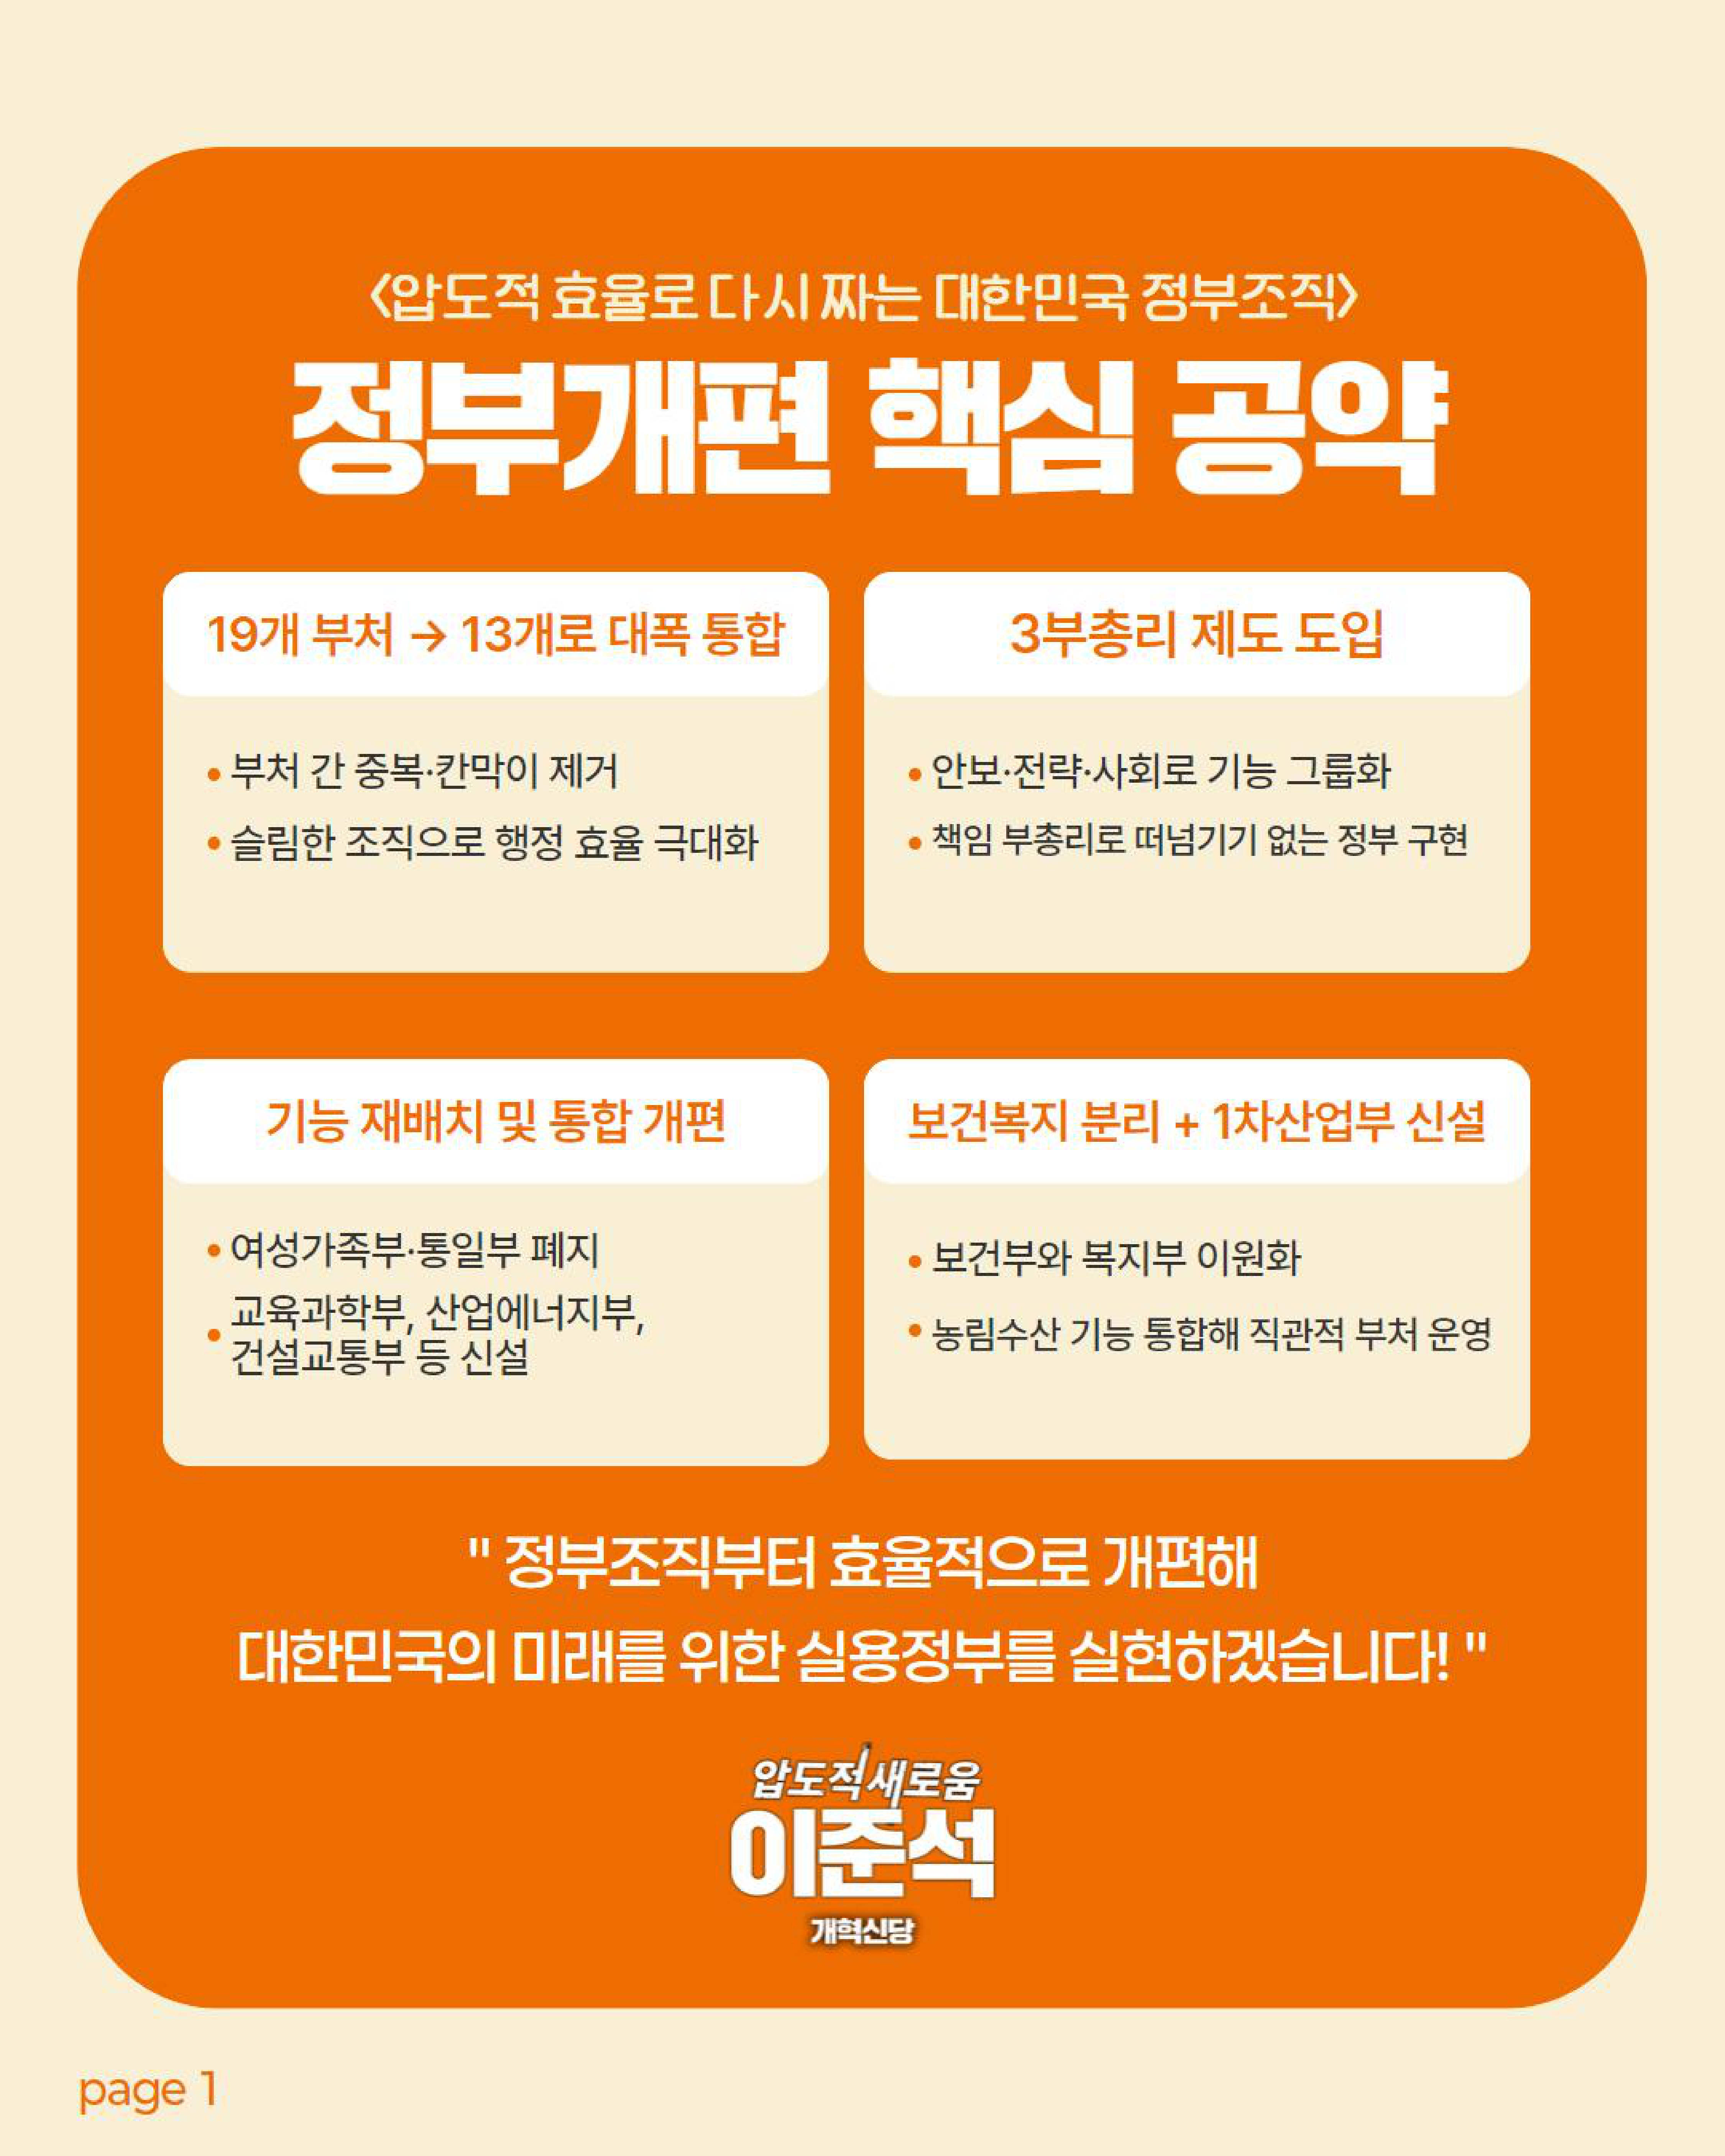 〈압도적 효율로 다시 짜는 대한민국 정부조직〉
정부개편 핵심 공약
19개 부처 → 13개로 대폭 통합
• 부처 간 중복·칸막이 제거
• 슬림한 조직으로 행정 효율 극대화
3부총리 제도 도입
• 안보·전략·사회로 기능 그룹화
• 책임 부총리로 떠넘기기 없는 정부 구현
기능 재배치 및 통합 개편
• 여성가족부·통일부 폐지
• 교육과학부, 산업에너지부,
건설교통부 등 신설
보건복지 분리 + 1차산업부 신설
• 보건부와 복지부 이원화
• 농림수산 기능 통합해 직관적 부처 운영
" 정부조직부터 효율적으로 개편해
대한민국의 미래를 위한 실용정부를 실현하겠습니다! "
압도적 새로움
이준석
개혁신당
page 1